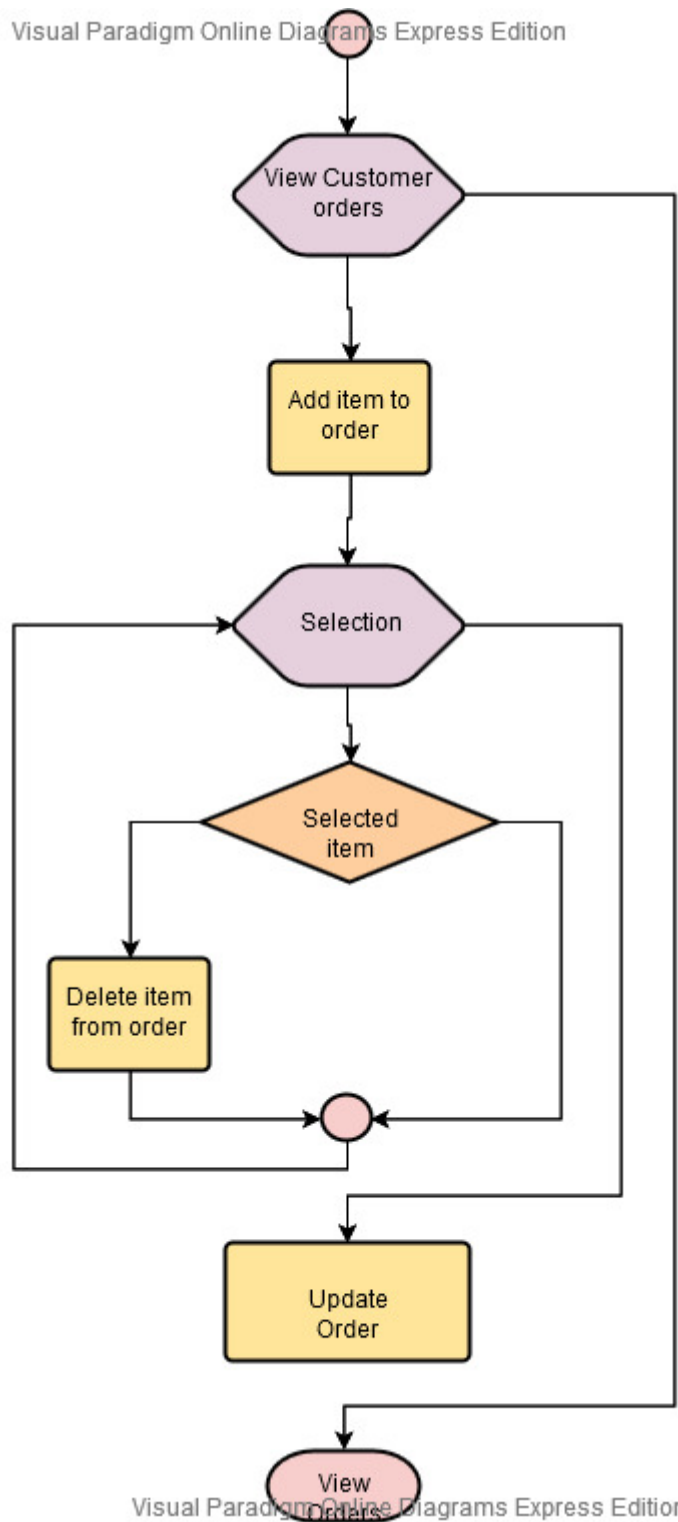 Visual Paradigm Online Diagrams Express Edition
View Customer
orders
Add item to
order
Selection
Selected
item
Delete item
from order
Update
Order
View
Orders
Visual Paradigm Online Diagrams Express Edition